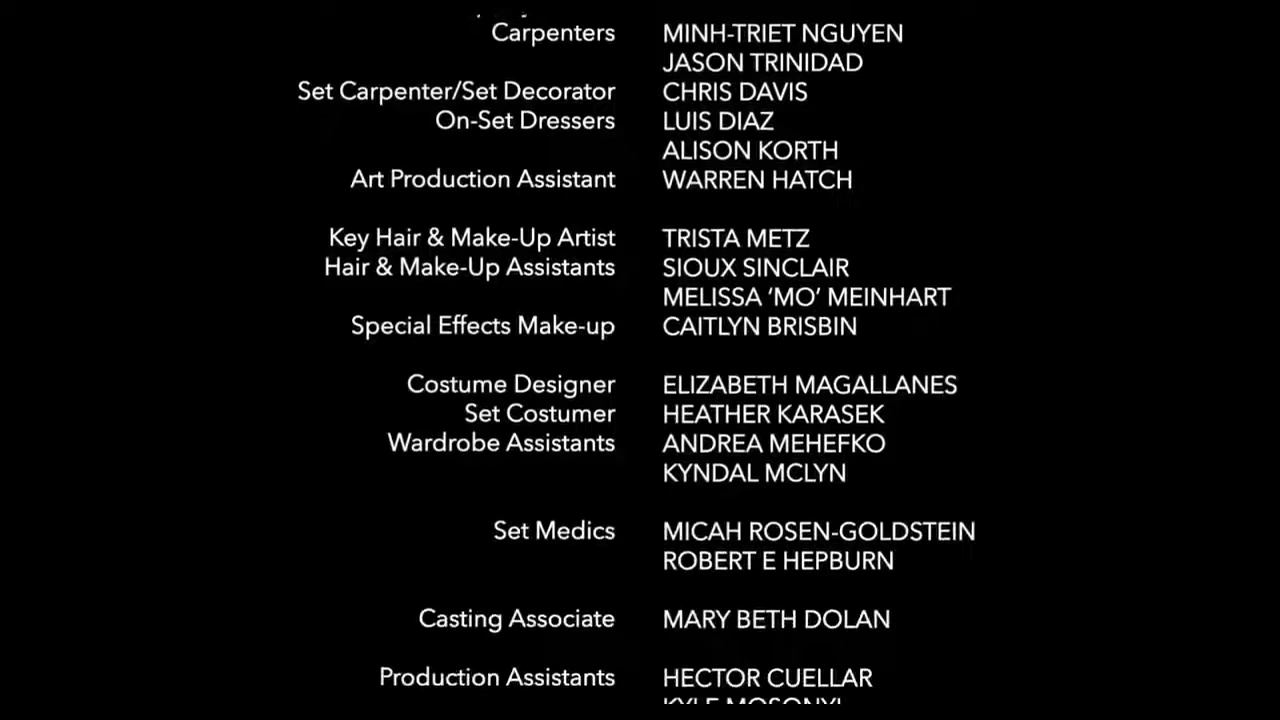 Carpenters MINH-TRIET NGUYEN
JASON TRINIDAD
Set Carpenter/Set Decorator CHRIS DAVIS
On-Set Dressers LUIS DIAZ
ALISON KORTH
Art Production Assistant WARREN HATCH
Key Hair & Make-Up Artist TRISTA METZ
Hair & Make-Up Assistants SIOUX SINCLAIR
MELISSA ‘MO’ MEINHART
Special Effects Make-up CAITLYN BRISBIN
Costume Designer ELIZABETH MAGALLANES
Set Costumer HEATHER KARASEK
Wardrobe Assistants ANDREA MEHEFKO
KYNDAL MCLYN
Set Medics MICAH ROSEN-GOLDSTEIN
ROBERT E HEPBURN
Casting Associate MARY BETH DOLAN
Production Assistants HECTOR CUELLAR